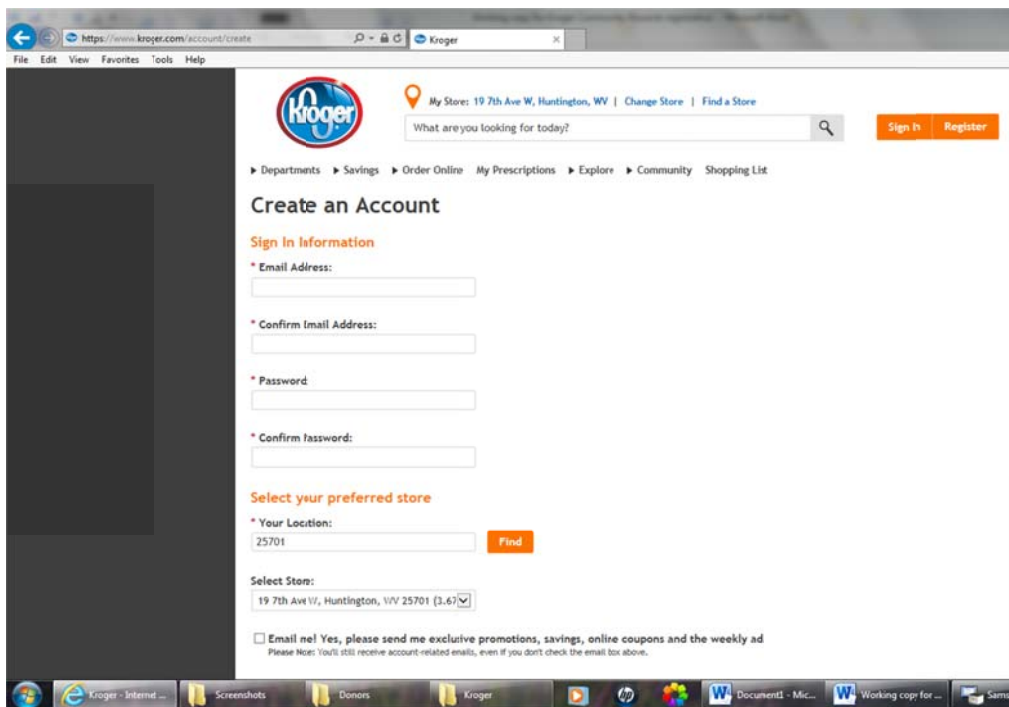 https://www.kroger.com/account/create
Kroger
File Edit View Favorites Tools Help
Kroger
My Store: 19 7th Ave W, Huntington, WV | Change Store | Find a Store
What are you looking for today?
Sign In Register
Departments Savings Order Online My Prescriptions Explore Community Shopping List
Create an Account
Sign In Information
* Email Address:
* Confirm Email Address:
* Password
* Confirm Password:
Select your preferred store
* Your Location:
25701 Find
Select Store:
19 7th Ave W, Huntington, WV 25701 (3.67
Email me! Yes, please send me exclusive promotions, savings, online coupons and the weekly ad
Please Note: You'll still receive account-related emails, even if you don't check the email box above.
Kroger - Internet ... Screenshots Donors Kroger hp Document1 - Mic... Working copy for ... Sams